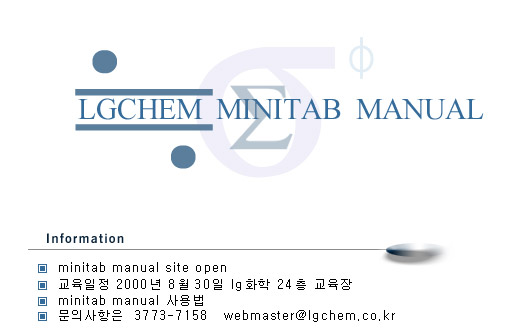 LGCHEM MINITAB MANUAL
Information
minitab manual site open
교육일정 2000년 8월 30일 lg화학 24층 교육장
minitab manual 사용법
문의사항은 3773-7158 webmaster@lgchem.co.kr